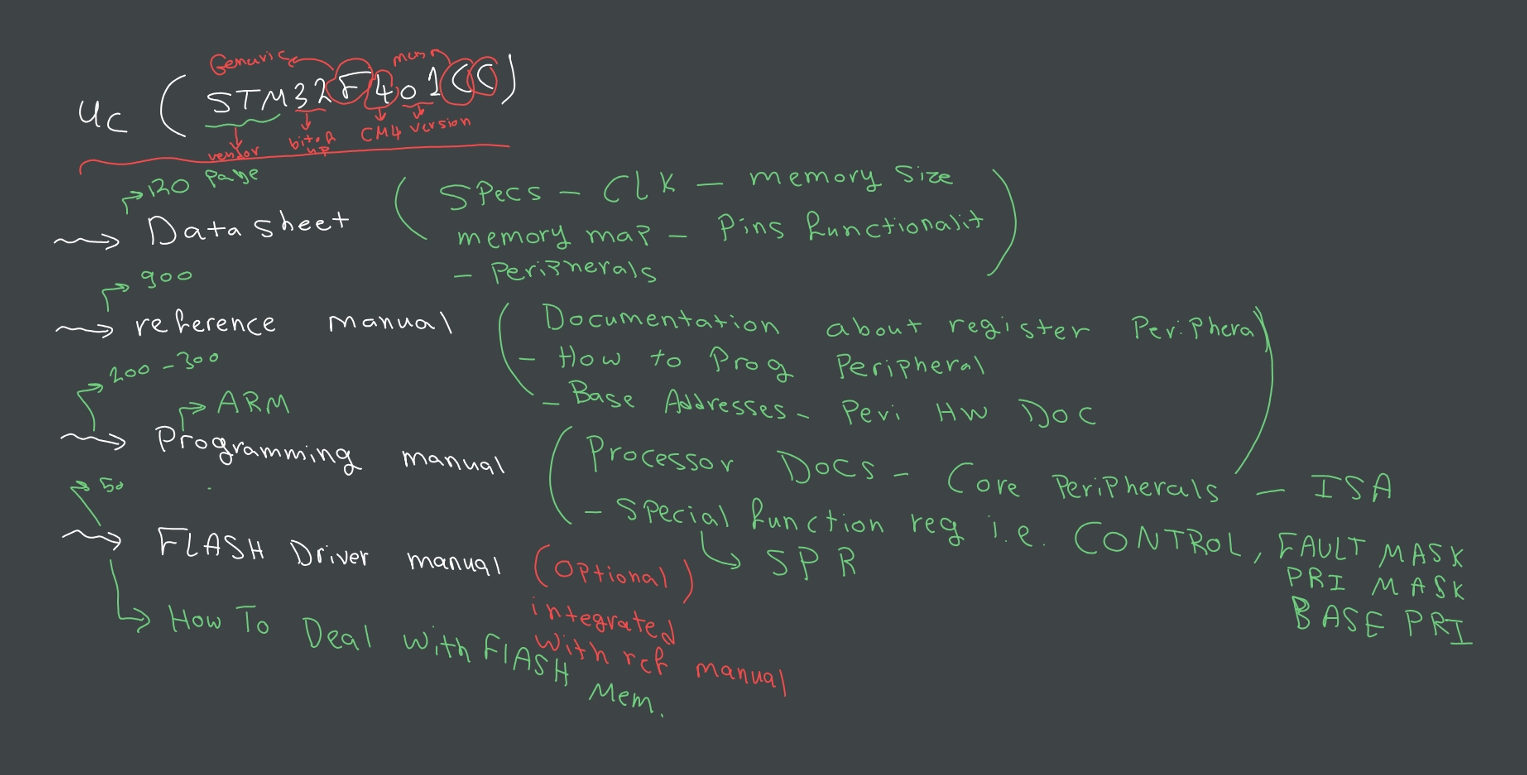 Generic mem
uc ( STM32F401CC)
vendor bits up CM4 Version
120 Page
Datasheet
( SPecs - CLK - memory Size
memory map - Pins functionalit )
- Peripherals
900
reference manual
( Documentation about register Peripheral
- How to Prog Peripheral
- Base Addresses - Peri HW DOC )
200 - 300
ARM
Programming manual
( Processor DOCS - Core Peripherals - ISA
- Special function reg i.e. CONTROL, FAULT MASK
SPR
PRI MASK
BASE PRI
50
FLASH Driver manual
(optional)
integrated
with ref manual
How To Deal with FlASH
Mem.